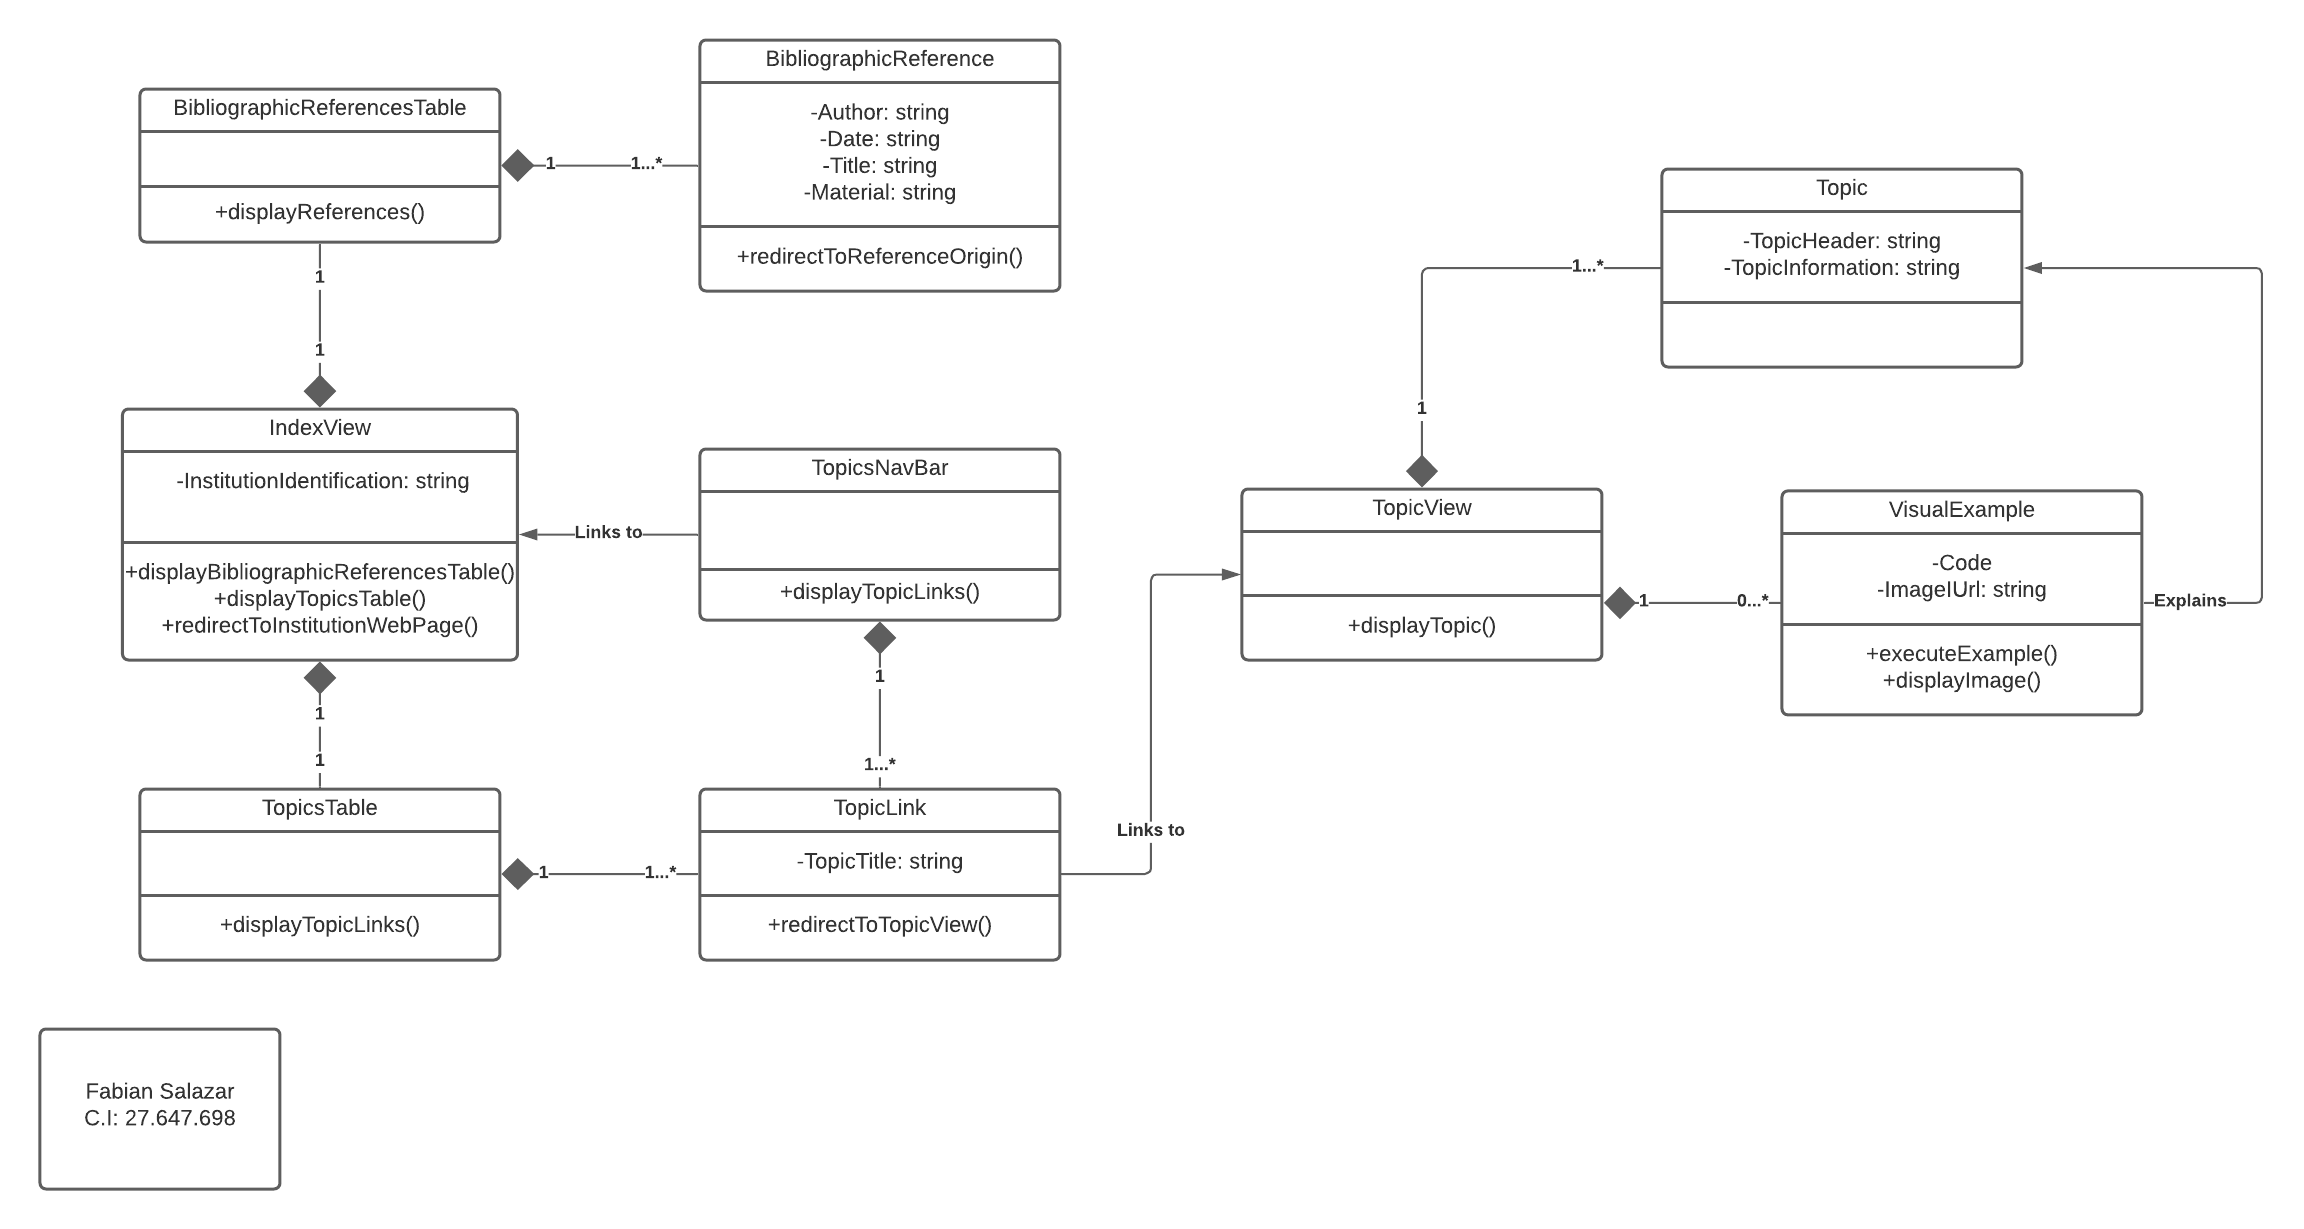 BibliographicReferencesTable
+displayReferences()
1
1...*
BibliographicReference
-Author: string
-Date: string
-Title: string
-Material: string
+redirectToReferenceOrigin()
1
1
IndexView
-InstitutionIdentification: string
+displayBibliographicReferencesTable()
+displayTopicsTable()
+redirectToInstitutionWebPage()
Links to
TopicsNavBar
+displayTopicLinks()
1
1
1
1...*
TopicsTable
+displayTopicLinks()
1
1...*
TopicLink
-TopicTitle: string
+redirectToTopicView()
Links to
Topic
-TopicHeader: string
-TopicInformation: string
1...*
1
TopicView
+displayTopic()
1
0...*
VisualExample
-Code
-ImageIUrl: string
+executeExample()
+displayImage()
Explains
Fabian Salazar
C.I: 27.647.698